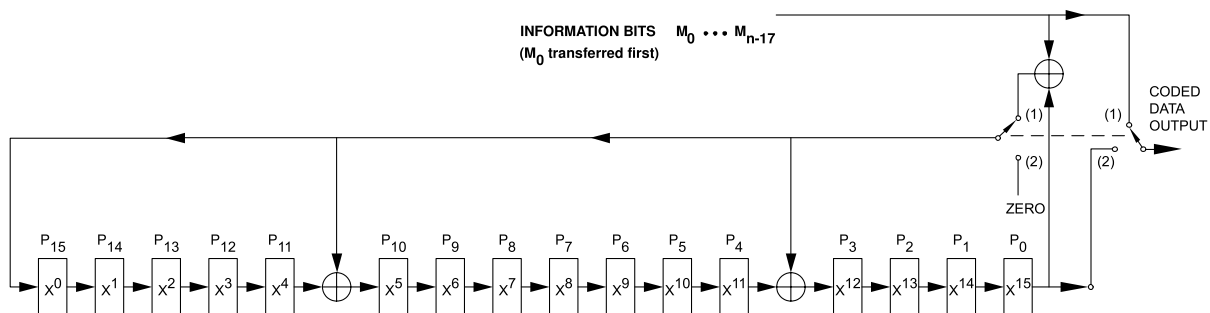 INFORMATION BITS M0 ••• Mn-17
(M0 transferred first)
CODED
DATA
OUTPUT
(1)
(1)
(2)
(2)
ZERO
P15 P14 P13 P12 P11 P10 P9 P8 P7 P6 P5 P4 P3 P2 P1 P0
X0 X1 X2 X3 X4 X5 X6 X7 X8 X9 X10 X11 X12 X13 X14 X15